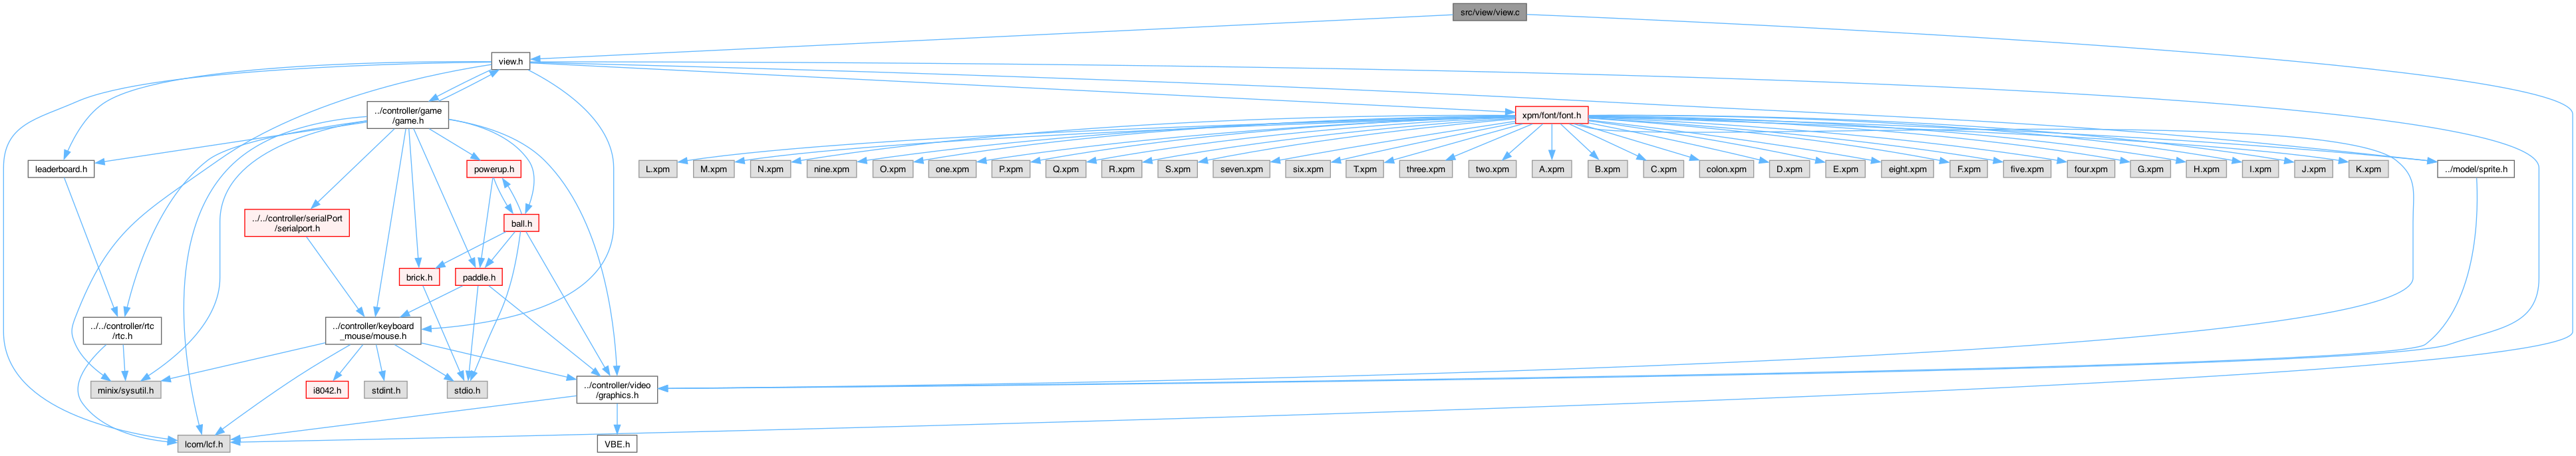 src/view/view.c
view.h
../controller/game
/game.h
xpm/font/font.h
leaderboard.h
powerup.h
L.xpm
M.xpm
N.xpm
nine.xpm
O.xpm
one.xpm
P.xpm
Q.xpm
R.xpm
S.xpm
seven.xpm
six.xpm
T.xpm
three.xpm
two.xpm
A.xpm
B.xpm
C.xpm
colon.xpm
D.xpm
E.xpm
eight.xpm
F.xpm
five.xpm
four.xpm
G.xpm
H.xpm
I.xpm
J.xpm
K.xpm
../model/sprite.h
../../controller/serialPort
/serialport.h
ball.h
brick.h
paddle.h
../../controller/rtc
/rtc.h
../controller/keyboard
_mouse/mouse.h
minix/sysutil.h
i8042.h
stdint.h
stdio.h
../controller/video
/graphics.h
lcom/lcf.h
VBE.h